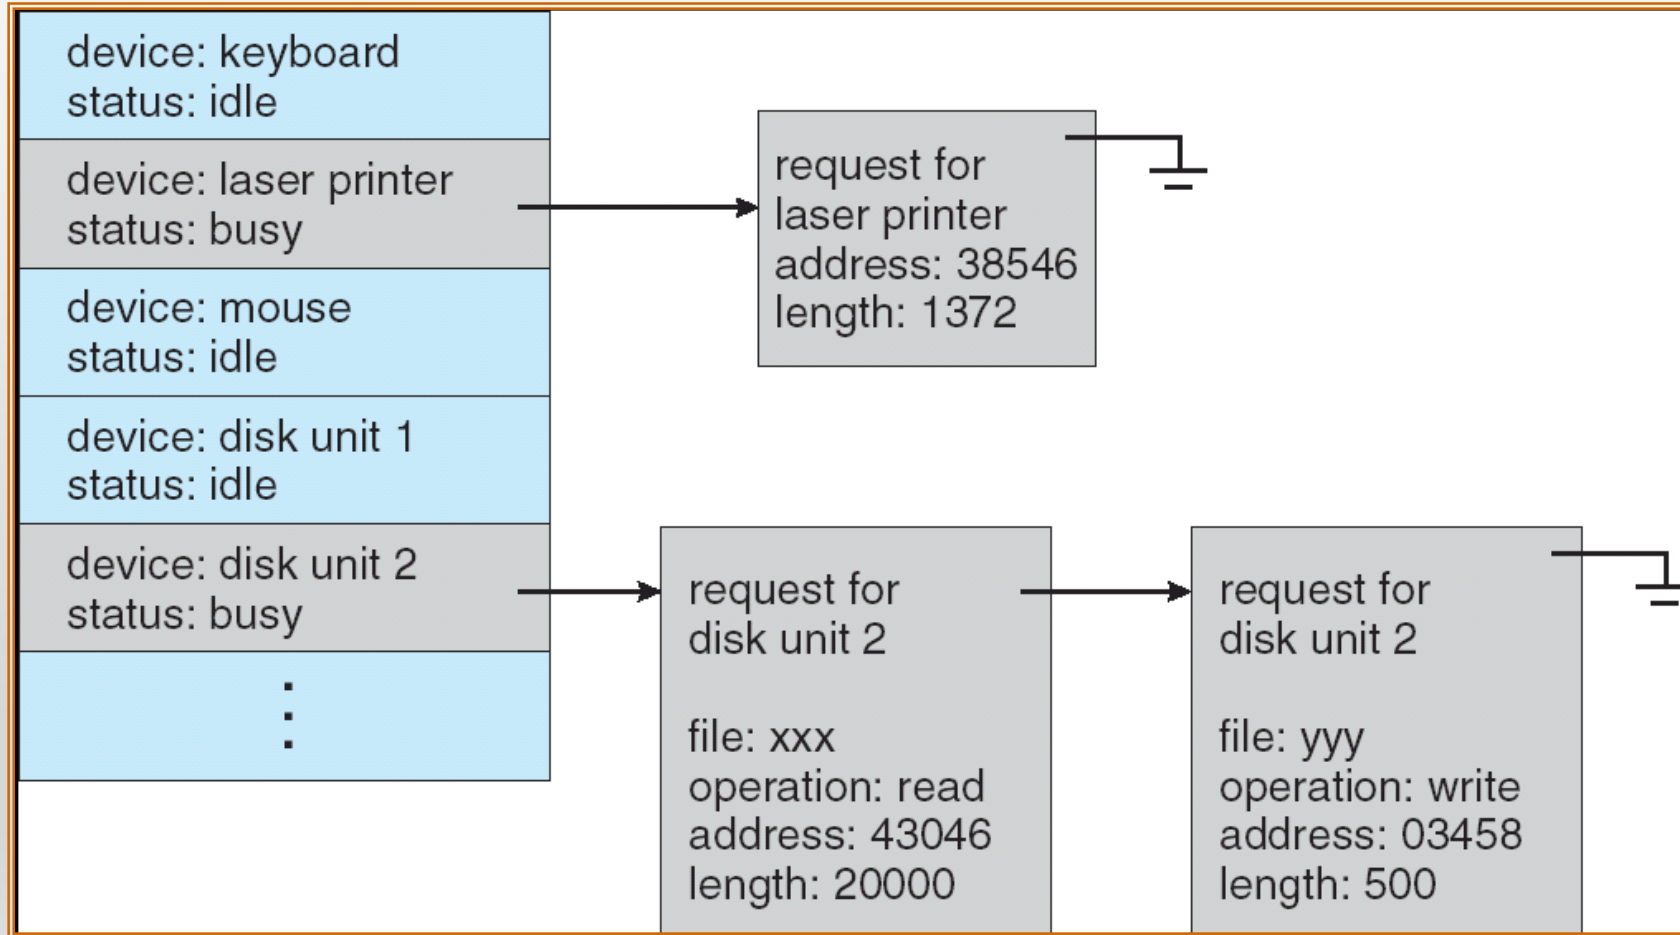 device: keyboard
status: idle
device: laser printer
status: busy
request for
laser printer
address: 38546
length: 1372
device: mouse
status: idle
device: disk unit 1
status: idle
device: disk unit 2
status: busy
request for
disk unit 2
file: xxx
operation: read
address: 43046
length: 20000
request for
disk unit 2
file: yyy
operation: write
address: 03458
length: 500